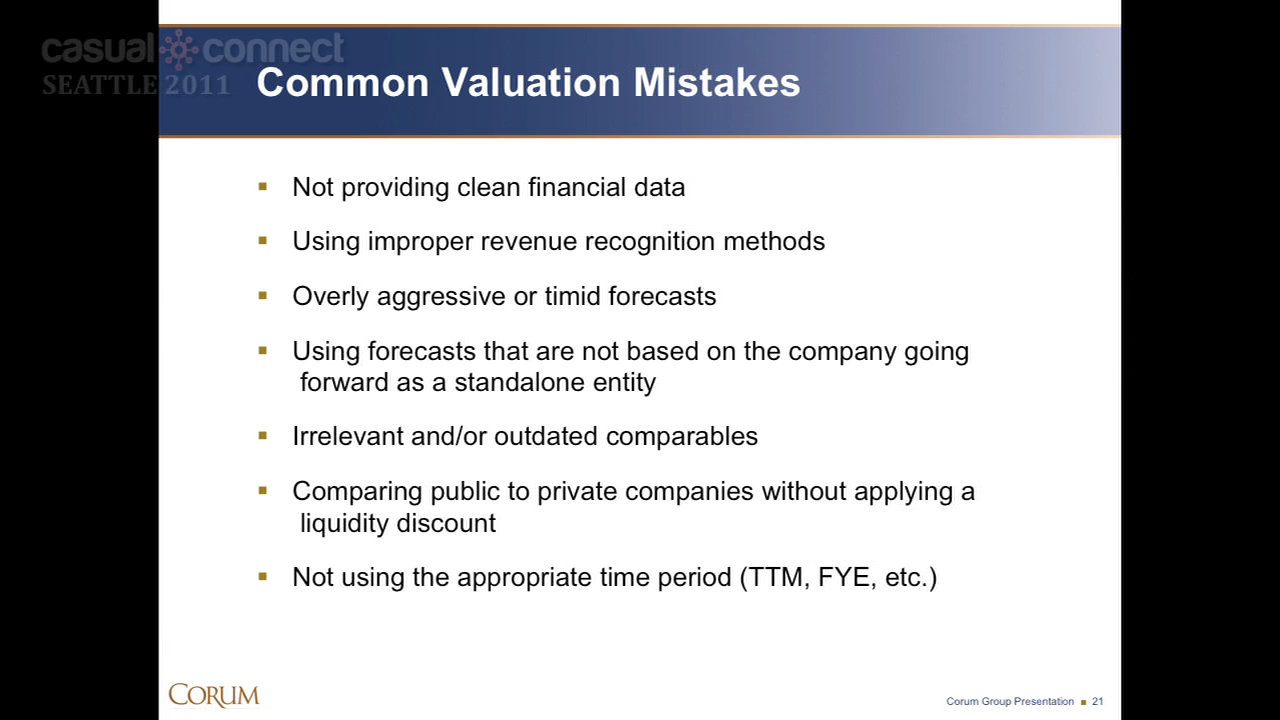 casual connect
SEATTLE 2011
Common Valuation Mistakes
▪ Not providing clean financial data
▪ Using improper revenue recognition methods
▪ Overly aggressive or timid forecasts
▪ Using forecasts that are not based on the company going
forward as a standalone entity
▪ Irrelevant and/or outdated comparables
▪ Comparing public to private companies without applying a
liquidity discount
▪ Not using the appropriate time period (TTM, FYE, etc.)
CORUM
Corum Group Presentation ▪ 21